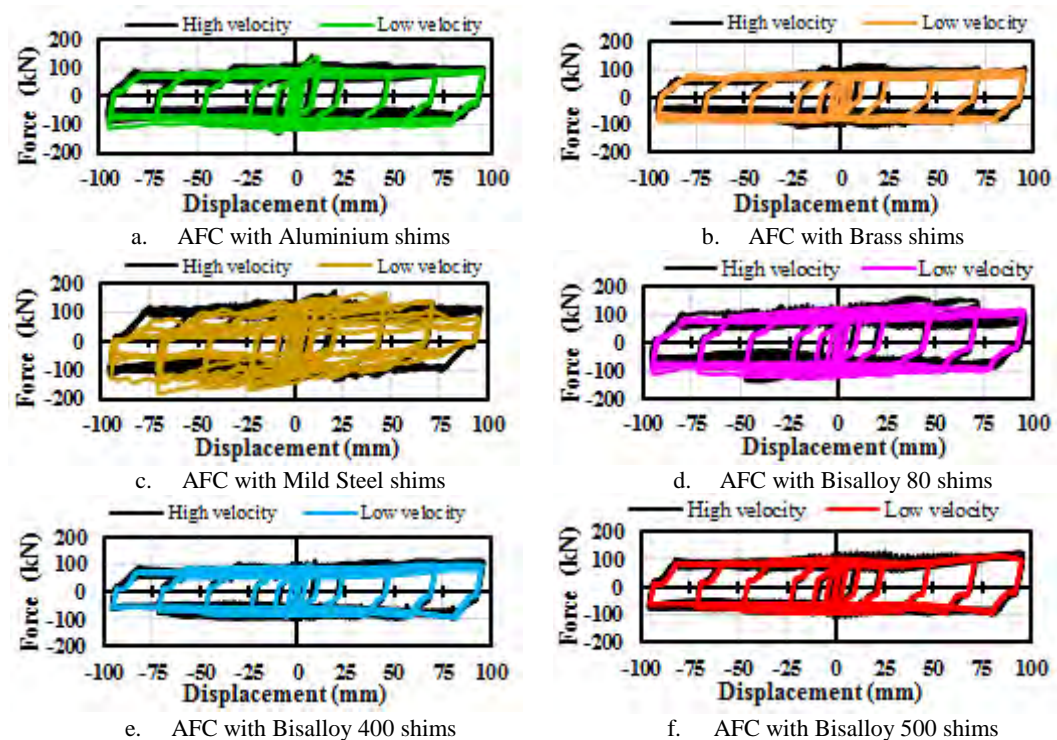 High velocity Low velocity High velocity Low velocity
200 200
100 100
0 0
-100 -100
-200 -200
Force (kN) Force (kN)
-100 -75 -50 -25 0 25 50 75 100 -100 -75 -50 -25 0 25 50 75 100
Displacement (mm) Displacement (mm)
a. AFC with Aluminium shims b. AFC with Brass shims
High velocity Low velocity High velocity Low velocity
200 200
100 100
0 0
-100 -100
-200 -200
Force (kN) Force (kN)
-100 -75 -50 -25 0 25 50 75 100 -100 -75 -50 -25 0 25 50 75 100
Displacement (mm) Displacement (mm)
c. AFC with Mild Steel shims d. AFC with Bisalloy 80 shims
High velocity Low velocity High velocity Low velocity
200 200
100 100
0 0
-100 -100
-200 -200
Force (kN) Force (kN)
-100 -75 -50 -25 0 25 50 75 100 -100 -75 -50 -25 0 25 50 75 100
Displacement (mm) Displacement (mm)
e. AFC with Bisalloy 400 shims f. AFC with Bisalloy 500 shims